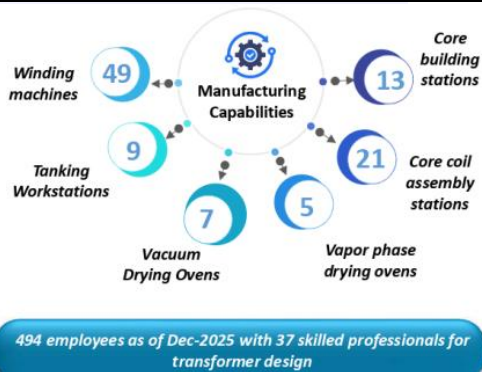 Manufacturing
Capabilities
49
Winding
machines
9
Tanking
Workstations
7
Vacuum
Drying Ovens
5
Vapor phase
drying ovens
21
Core coil
assembly
stations
13
Core
building
stations
494 employees as of Dec-2025 with 37 skilled professionals for
transformer design